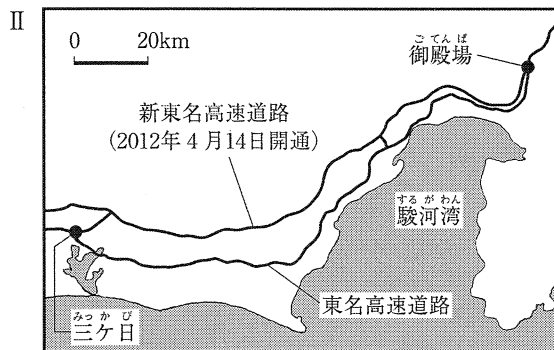 Ⅱ
0 20km
ごてんば
御殿場
新東名高速道路
(2012年4月14日開通)
するがわん
駿河湾
東名高速道路
みっかび
三ケ日